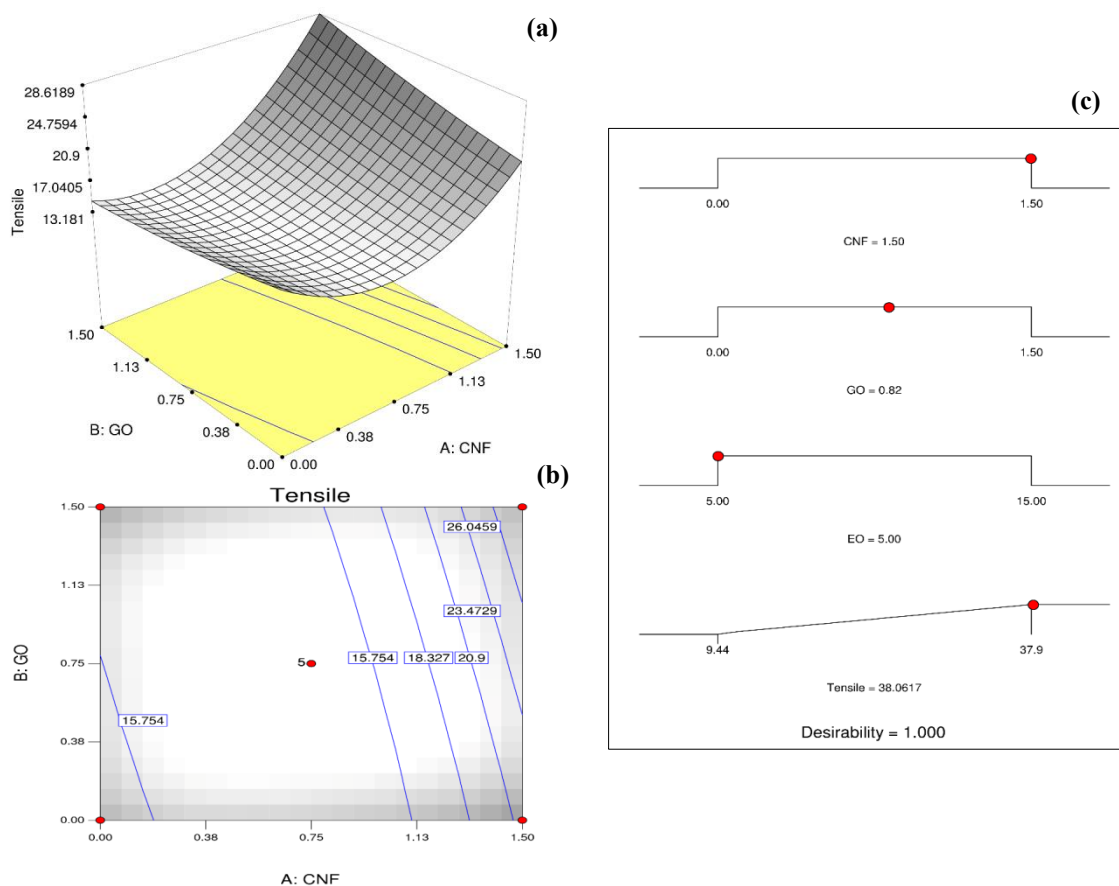 (a)
28.6189
24.7594
20.9
17.0405
13.181
Tensile
1.50
1.13
0.75
0.38
0.00
B: GO
0.00
0.38
0.75
1.13
1.50
A: CNF
(b)
Tensile
1.50
1.13
0.75
0.38
0.00
B: GO
26.0459
23.4729
5
15.754
18.327
20.9
15.754
0.00
0.38
0.75
1.13
1.50
A: CNF
(c)
0.00
1.50
CNF = 1.50
0.00
1.50
GO = 0.82
5.00
15.00
EO = 5.00
9.44
37.9
Tensile = 38.0617
Desirability = 1.000